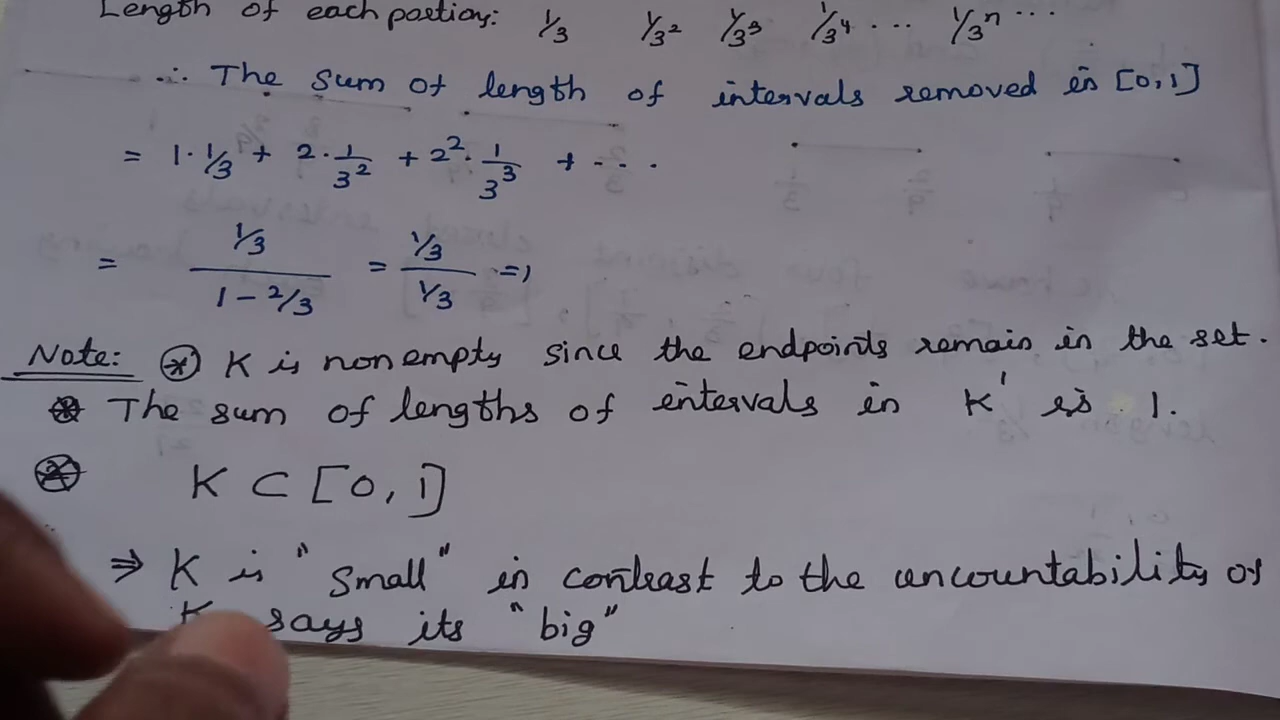 Length of each portion: 1/3 1/3² 1/3³ 1/3⁴ ... 1/3ⁿ ...
∴ The sum of length of intervals removed in [0,1]
= 1·1/3 + 2·1/3² + 2²·1/3³ + ....
= (1/3)/(1-2/3) = (1/3)/(1/3) = 1
Note: * K is nonempty since the endpoints remain in the set.
* The sum of lengths of intervals in K' is 1.
* K ⊂ [0,1]
⇒ K is "small" in contrast to the uncountability of
K says its "big"